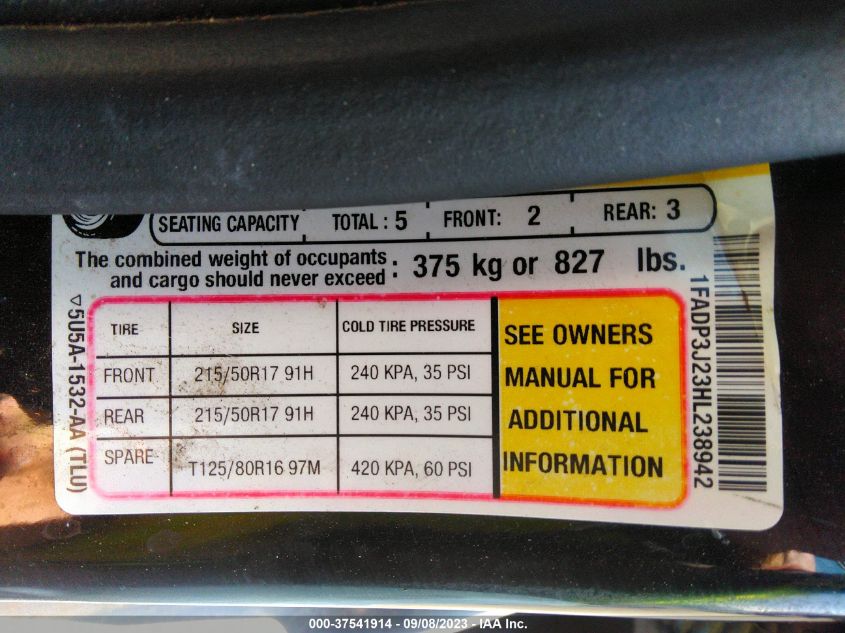 SEATING CAPACITY TOTAL : 5 FRONT: 2 REAR: 3
The combined weight of occupants
and cargo should never exceed : 375 kg or 827 lbs.
TIRE SIZE COLD TIRE PRESSURE
FRONT 215/50R17 91H 240 KPA, 35 PSI
REAR 215/50R17 91H 240 KPA, 35 PSI
SPARE T125/80R16 97M 420 KPA, 60 PSI
SEE OWNERS
MANUAL FOR
ADDITIONAL
INFORMATION
5U5A-1532-AA (TLU)
1FADP3J23HL238942
000-37541914 - 09/08/2023 - IAA Inc.